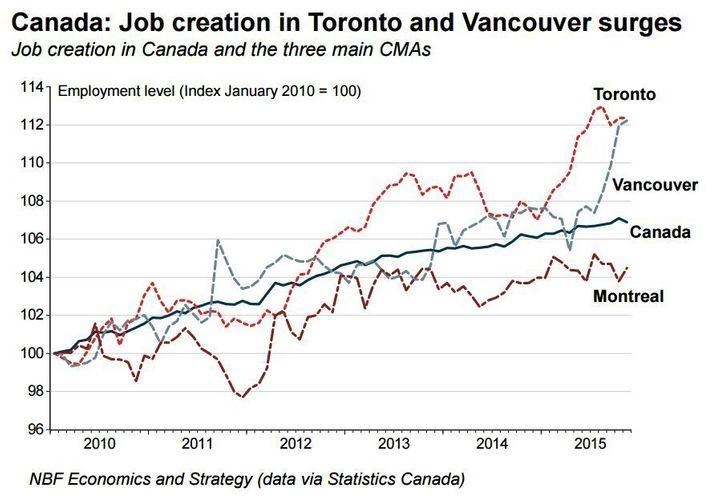 Canada: Job creation in Toronto and Vancouver surges
Job creation in Canada and the three main CMAs
114
Employment level (Index January 2010 = 100)
Toronto
112
110
Vancouver
108
Canada
106
104
Montreal
102
100
98
96
2010 2011 2012 2013 2014 2015
NBF Economics and Strategy (data via Statistics Canada)